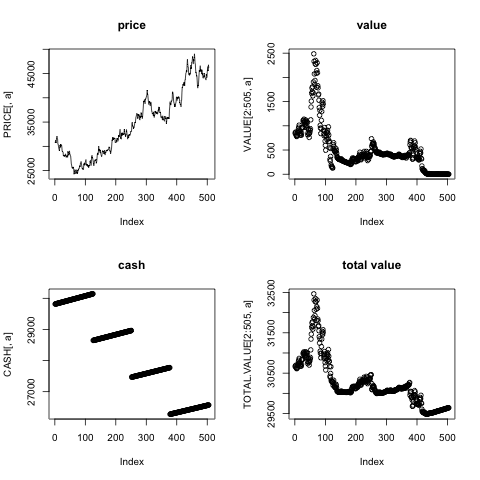 price
PRICE[, a]
45000
35000
25000
0 100 200 300 400 500
Index
value
VALUE[2:505, a]
2500
1500
500
0
0 100 200 300 400 500
Index
cash
CASH[, a]
29000
27000
0 100 200 300 400 500
Index
total value
TOTAL.VALUE[2:505, a]
32500
31500
30500
29500
0 100 200 300 400 500
Index